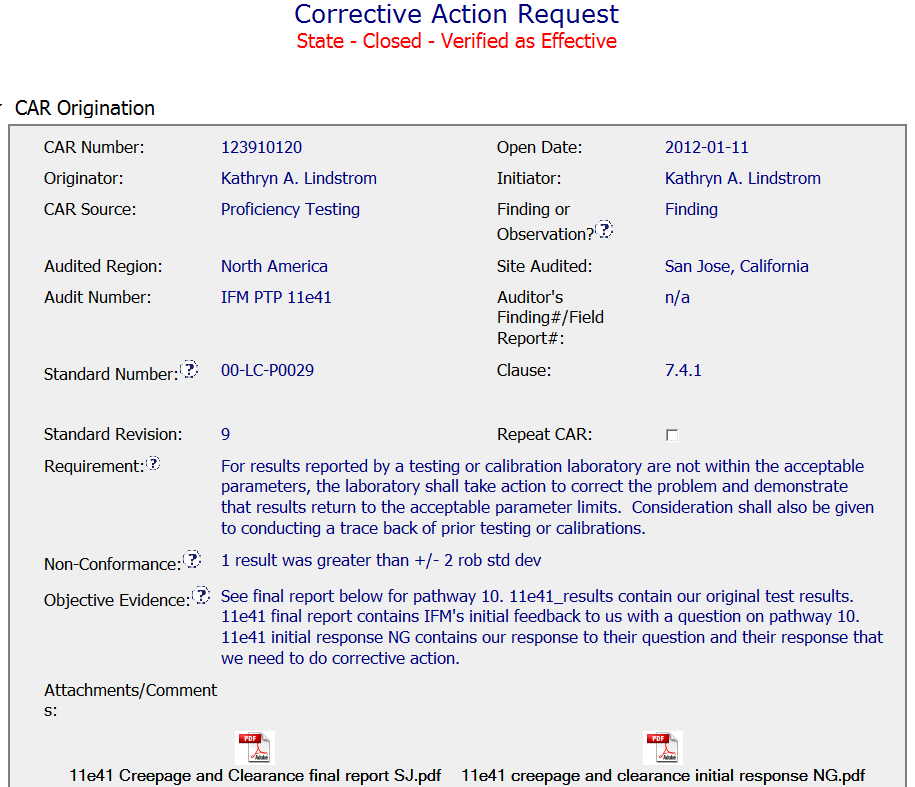 Corrective Action Request
State - Closed - Verified as Effective
CAR Origination
CAR Number: 123910120 Open Date: 2012-01-11
Originator: Kathryn A. Lindstrom Initiator: Kathryn A. Lindstrom
CAR Source: Proficiency Testing Finding or Observation? ? Finding
Audited Region: North America Site Audited: San Jose, California
Audit Number: IFM PTP 11e41 Auditor's Finding#/Field Report#: n/a
Standard Number: ? 00-LC-P0029 Clause: 7.4.1
Standard Revision: 9 Repeat CAR:
Requirement: ? For results reported by a testing or calibration laboratory are not within the acceptable
parameters, the laboratory shall take action to correct the problem and demonstrate
that results return to the acceptable parameter limits. Consideration shall also be given
to conducting a trace back of prior testing or calibrations.
Non-Conformance: ? 1 result was greater than +/- 2 rob std dev
Objective Evidence: ? See final report below for pathway 10. 11e41_results contain our original test results.
11e41 final report contains IFM's initial feedback to us with a question on pathway 10.
11e41 initial response NG contains our response to their question and their response that
we need to do corrective action.
Attachments/Comment
s:
PDF Adobe PDF Adobe
11e41 Creepage and Clearance final report SJ.pdf 11e41 creepage and clearance initial response NG.pdf